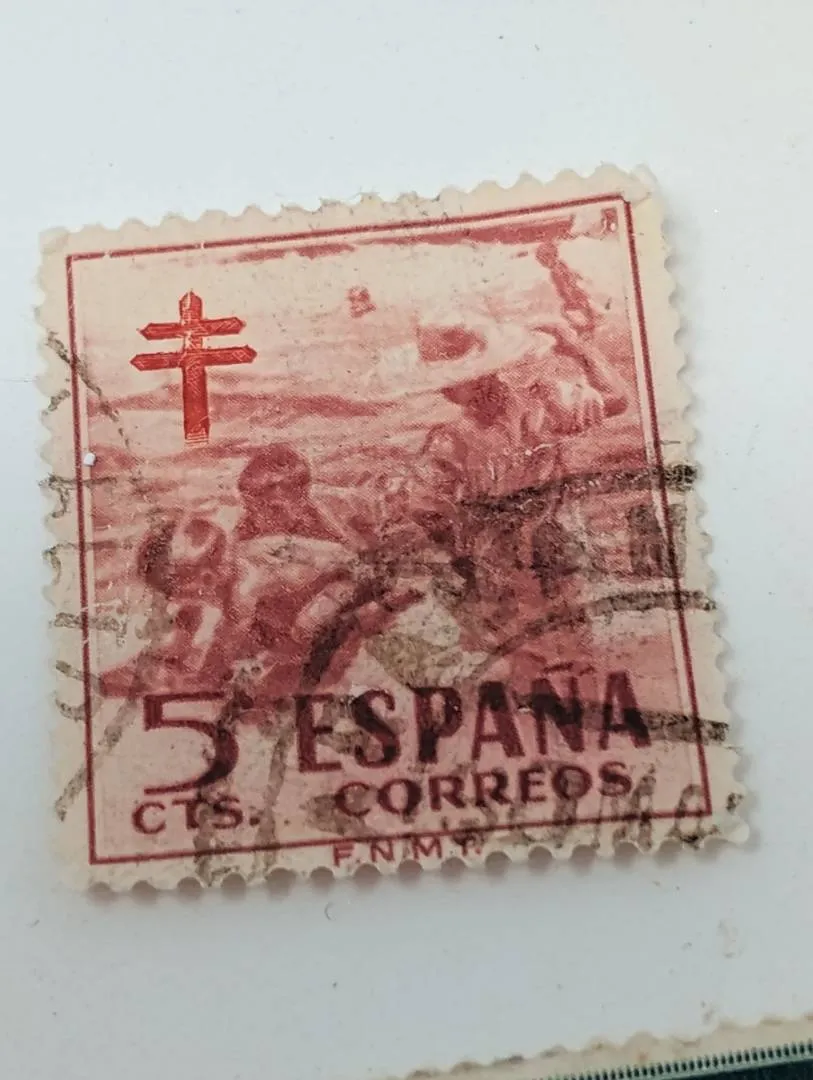 5 ESPAÑA
CTS. CORREOS
F.N.M.T.